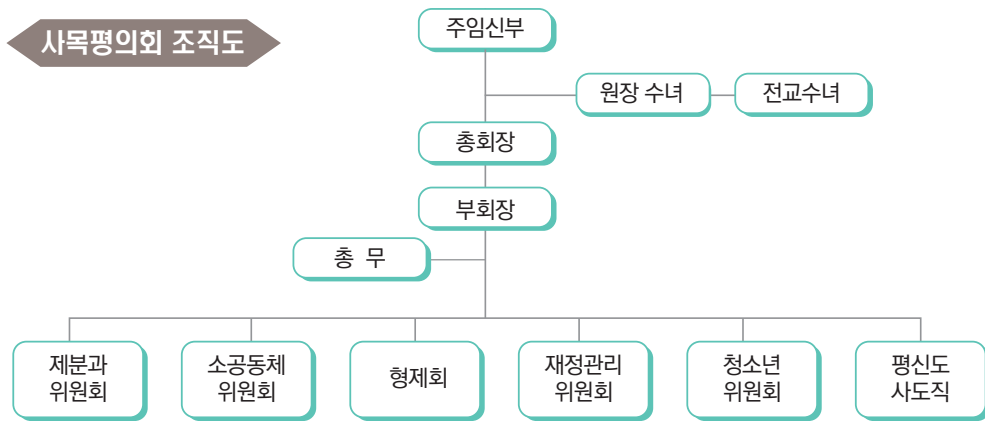 사목평의회 조직도
주임신부
원장 수녀
전교수녀
총회장
부회장
총 무
제분과
위원회
소공동체
위원회
형제회
재정관리
위원회
청소년
위원회
평신도
사도직